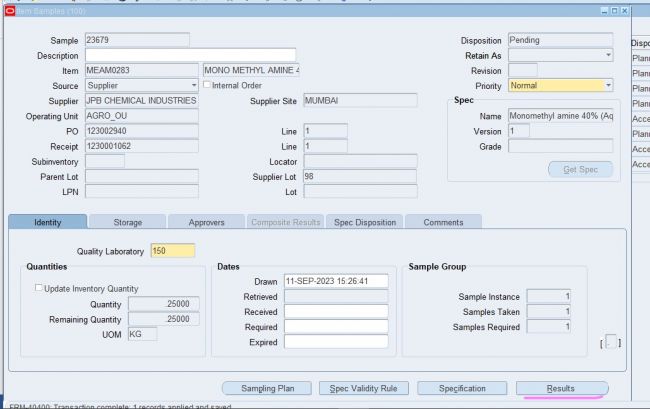 Item Samples (100)
Sample 23679 Disposition Pending
Description Retain As
Item MEAM0283 MONO METHYL AMINE 4 Revision
Source Supplier Internal Order Priority Normal
Supplier JPB CHEMICAL INDUSTRIES Supplier Site MUMBAI Spec
Operating Unit AGRO_OU Name Monomethyl amine 40% (Aq
PO 123002940 Line 1 Version 1
Receipt 1230001062 Line 1 Grade
Subinventory Locator
Parent Lot Supplier Lot 98 Get Spec
LPN Lot
Dispo
Plann
Plann
Plann
Plann
Acce
Acce
Plann
Acce
Acce
Identity Storage Approvers Composite Results Spec Disposition Comments
Quality Laboratory 150
Quantities Dates Sample Group
Update Inventory Quantity Drawn 11-SEP-2023 15:26:41
Quantity .25000 Retrieved Sample Instance 1
Remaining Quantity .25000 Received Samples Taken 1
UOM KG Required Samples Required 1
Expired [ . ]
Sampling Plan Spec Validity Rule Specification Results
FRM-40400: Transaction complete: 1 records applied and saved.